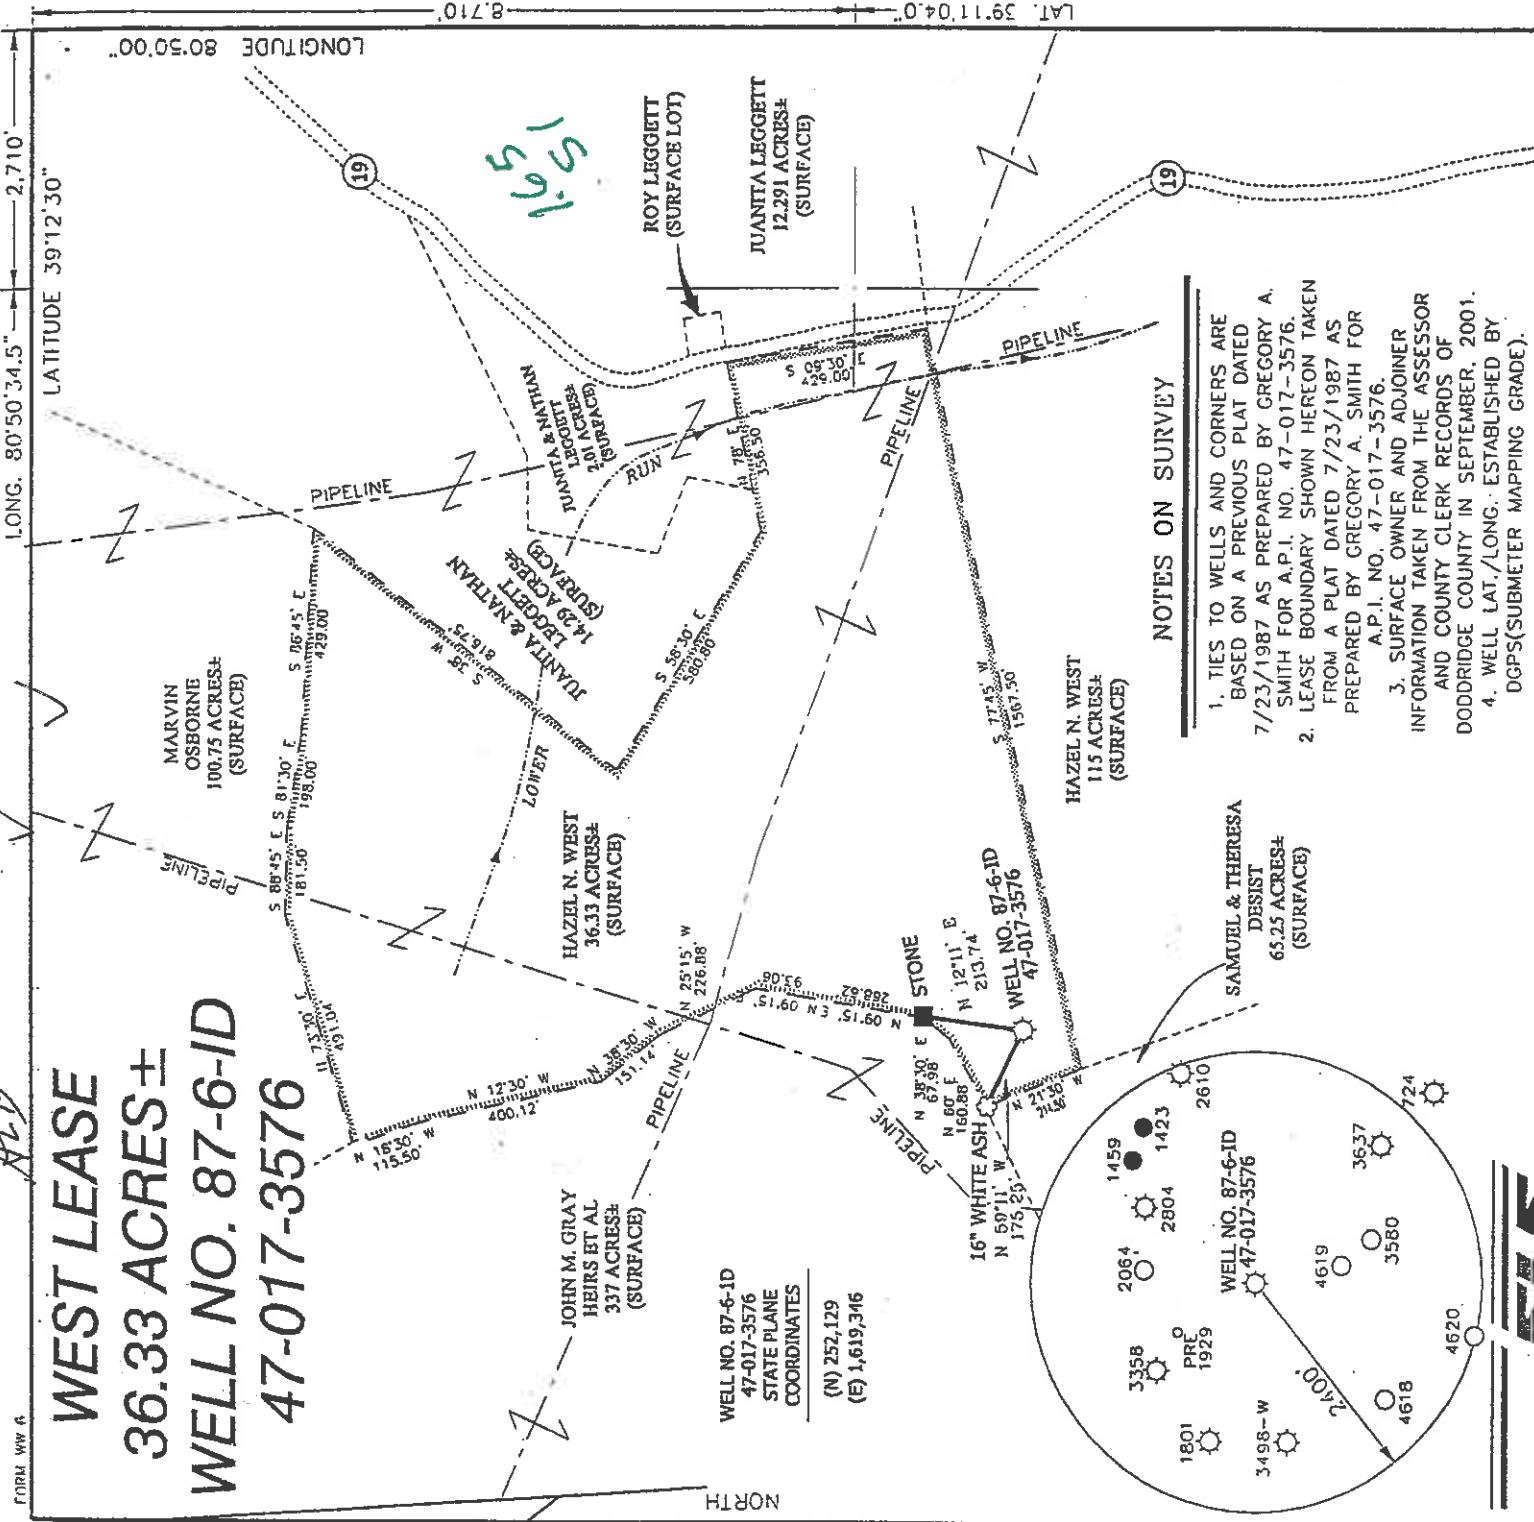 FORM WW 6
WEST LEASE
36.33 ACRES±
WELL NO. 87-6-ID
47-017-3576
LONG. 80°50'34.5"
2,710'
LATITUDE 39°12'30"
LONGITUDE 80°50'00"
8,710'
LAT. 39°11'04.0"
MARVIN
OSBORNE
100.75 ACRES±
(SURFACE)
PIPELINE
PIPELINE
19
1565
ROY LEGGETT
(SURFACE LOT)
JUANITA LEGGETT
12.291 ACRES±
(SURFACE)
19
JUANITA & NATHAN
LEGGETT
2.01 ACRES±
(SURFACE)
RUN
JUANITA & NATHAN
LEGGETT
14.29 ACRES±
(SURFACE)
LOWER
HAZEL N. WEST
36.33 ACRES±
(SURFACE)
S 88°45' E
181.50'
S 81°30' E
198.00
S 06°45' E
429.00
S 38° W
816.75'
S 58°30' E
580.80'
N 78° E
356.50
S 09°30' E
429.00'
S 77°45' W
1567.50
N 73°30' E
491.04'
N 18°30' W
115.50'
N 12°30' W
400.12'
N 38°30' W
151.14'
N 25°15' W
226.88'
N 09°15' E
93.06
N 09°15' E
268.62
N 38°30' E
67.98
N 60° E
160.88
N 21°30' W
STONE
N 12°11' E
213.74'
WELL NO. 87-6-ID
47-017-3576
16" WHITE ASH
N 59°11' W
175.25'
PIPELINE
PIPELINE
PIPELINE
PIPELINE
HAZEL N. WEST
115 ACRES±
(SURFACE)
SAMUEL & THERESA
DESIST
65.25 ACRES±
(SURFACE)
JOHN M. GRAY
HEIRS ET AL
337 ACRES±
(SURFACE)
WELL NO. 87-6-ID
47-017-3576
STATE PLANE
COORDINATES
(N) 252,129
(E) 1,619,346
NORTH
NOTES ON SURVEY
1. TIES TO WELLS AND CORNERS ARE
BASED ON A PREVIOUS PLAT DATED
7/23/1987 AS PREPARED BY GREGORY A.
SMITH FOR A.P.I. NO. 47-017-3576.
2. LEASE BOUNDARY SHOWN HEREON TAKEN
FROM A PLAT DATED 7/23/1987 AS
PREPARED BY GREGORY A. SMITH FOR
A.P.I. NO. 47-017-3576.
3. SURFACE OWNER AND ADJOINER
INFORMATION TAKEN FROM THE ASSESSOR
AND COUNTY CLERK RECORDS OF
DODDRIDGE COUNTY IN SEPTEMBER, 2001.
4. WELL LAT./LONG. ESTABLISHED BY
DGPS(SUBMETER MAPPING GRADE).
1459
1423
2610
724
2804
3637
2064
WELL NO. 87-6-ID
47-017-3576
4619
3580
3358
PRE
1929
1801
3498-W
2400'
4618
4620